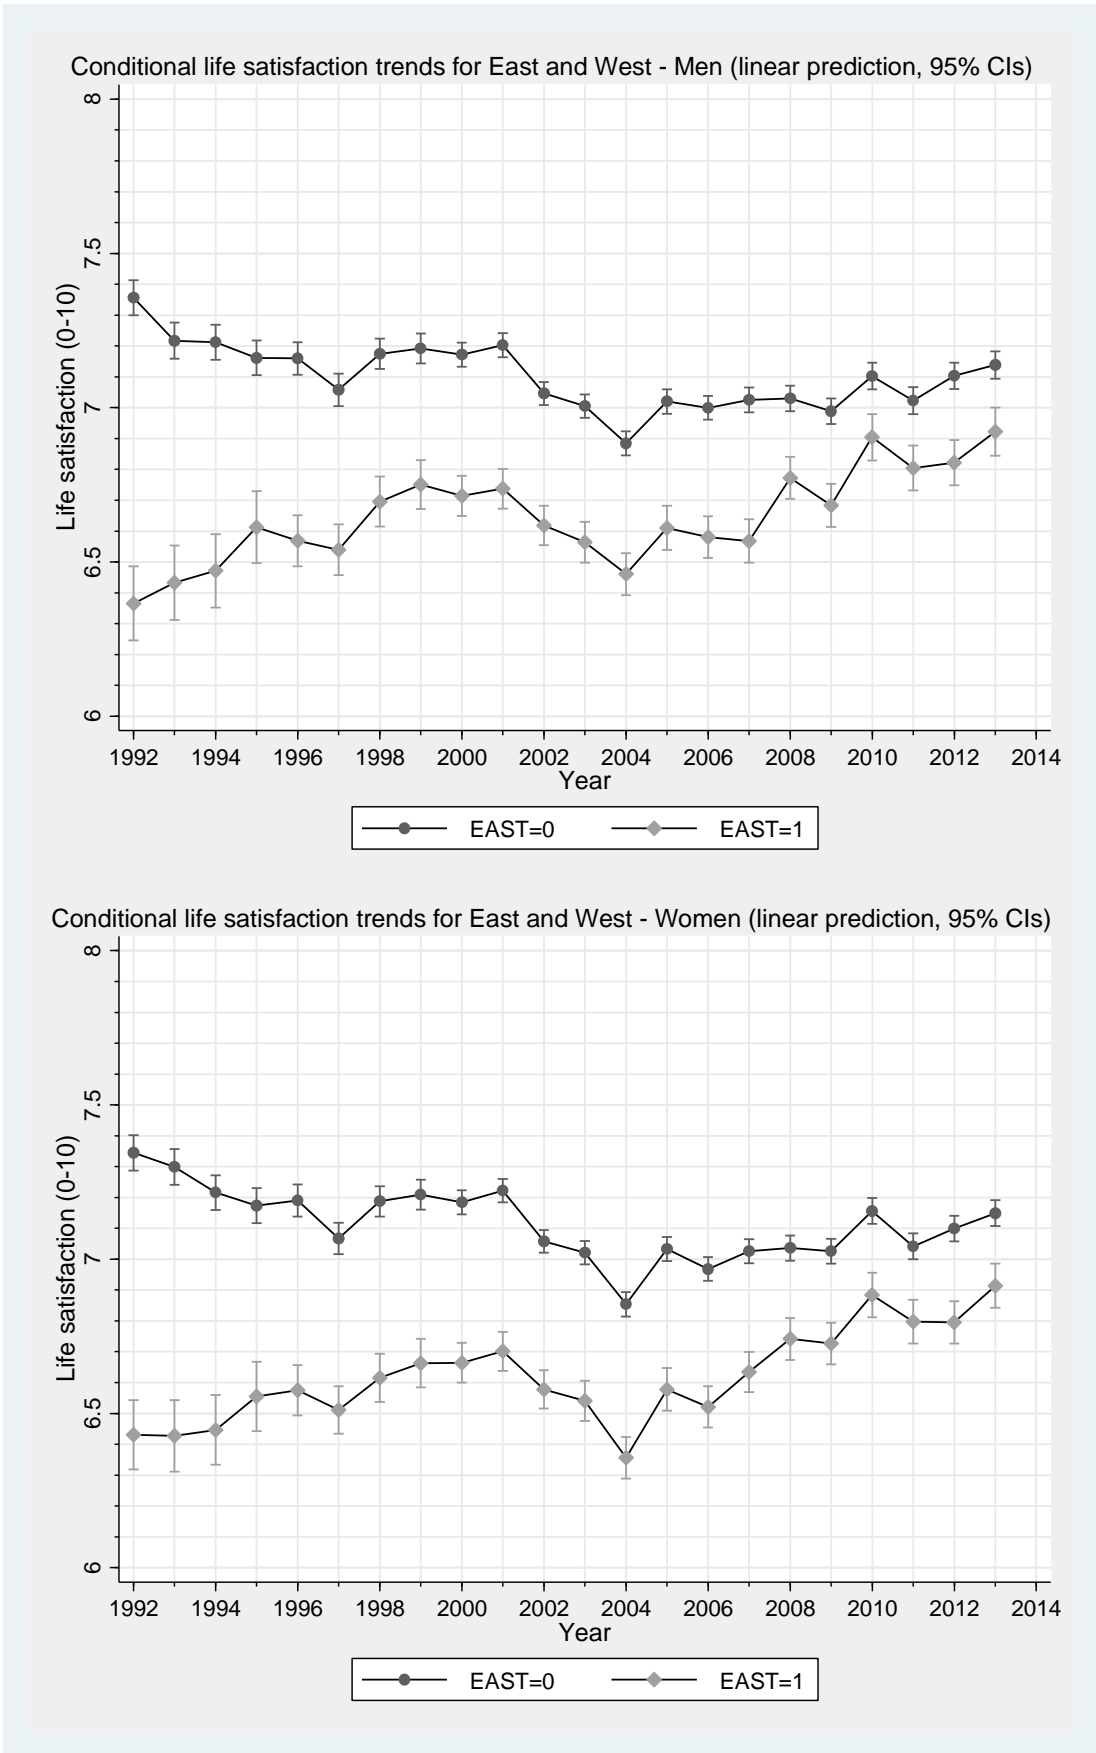 Conditional life satisfaction trends for East and West - Men (linear prediction, 95% CIs)
8
7.5
7
6.5
6
Life satisfaction (0-10)
1992 1994 1996 1998 2000 2002 2004 2006 2008 2010 2012 2014
Year
EAST=0 EAST=1
Conditional life satisfaction trends for East and West - Women (linear prediction, 95% CIs)
8
7.5
7
6.5
6
Life satisfaction (0-10)
1992 1994 1996 1998 2000 2002 2004 2006 2008 2010 2012 2014
Year
EAST=0 EAST=1